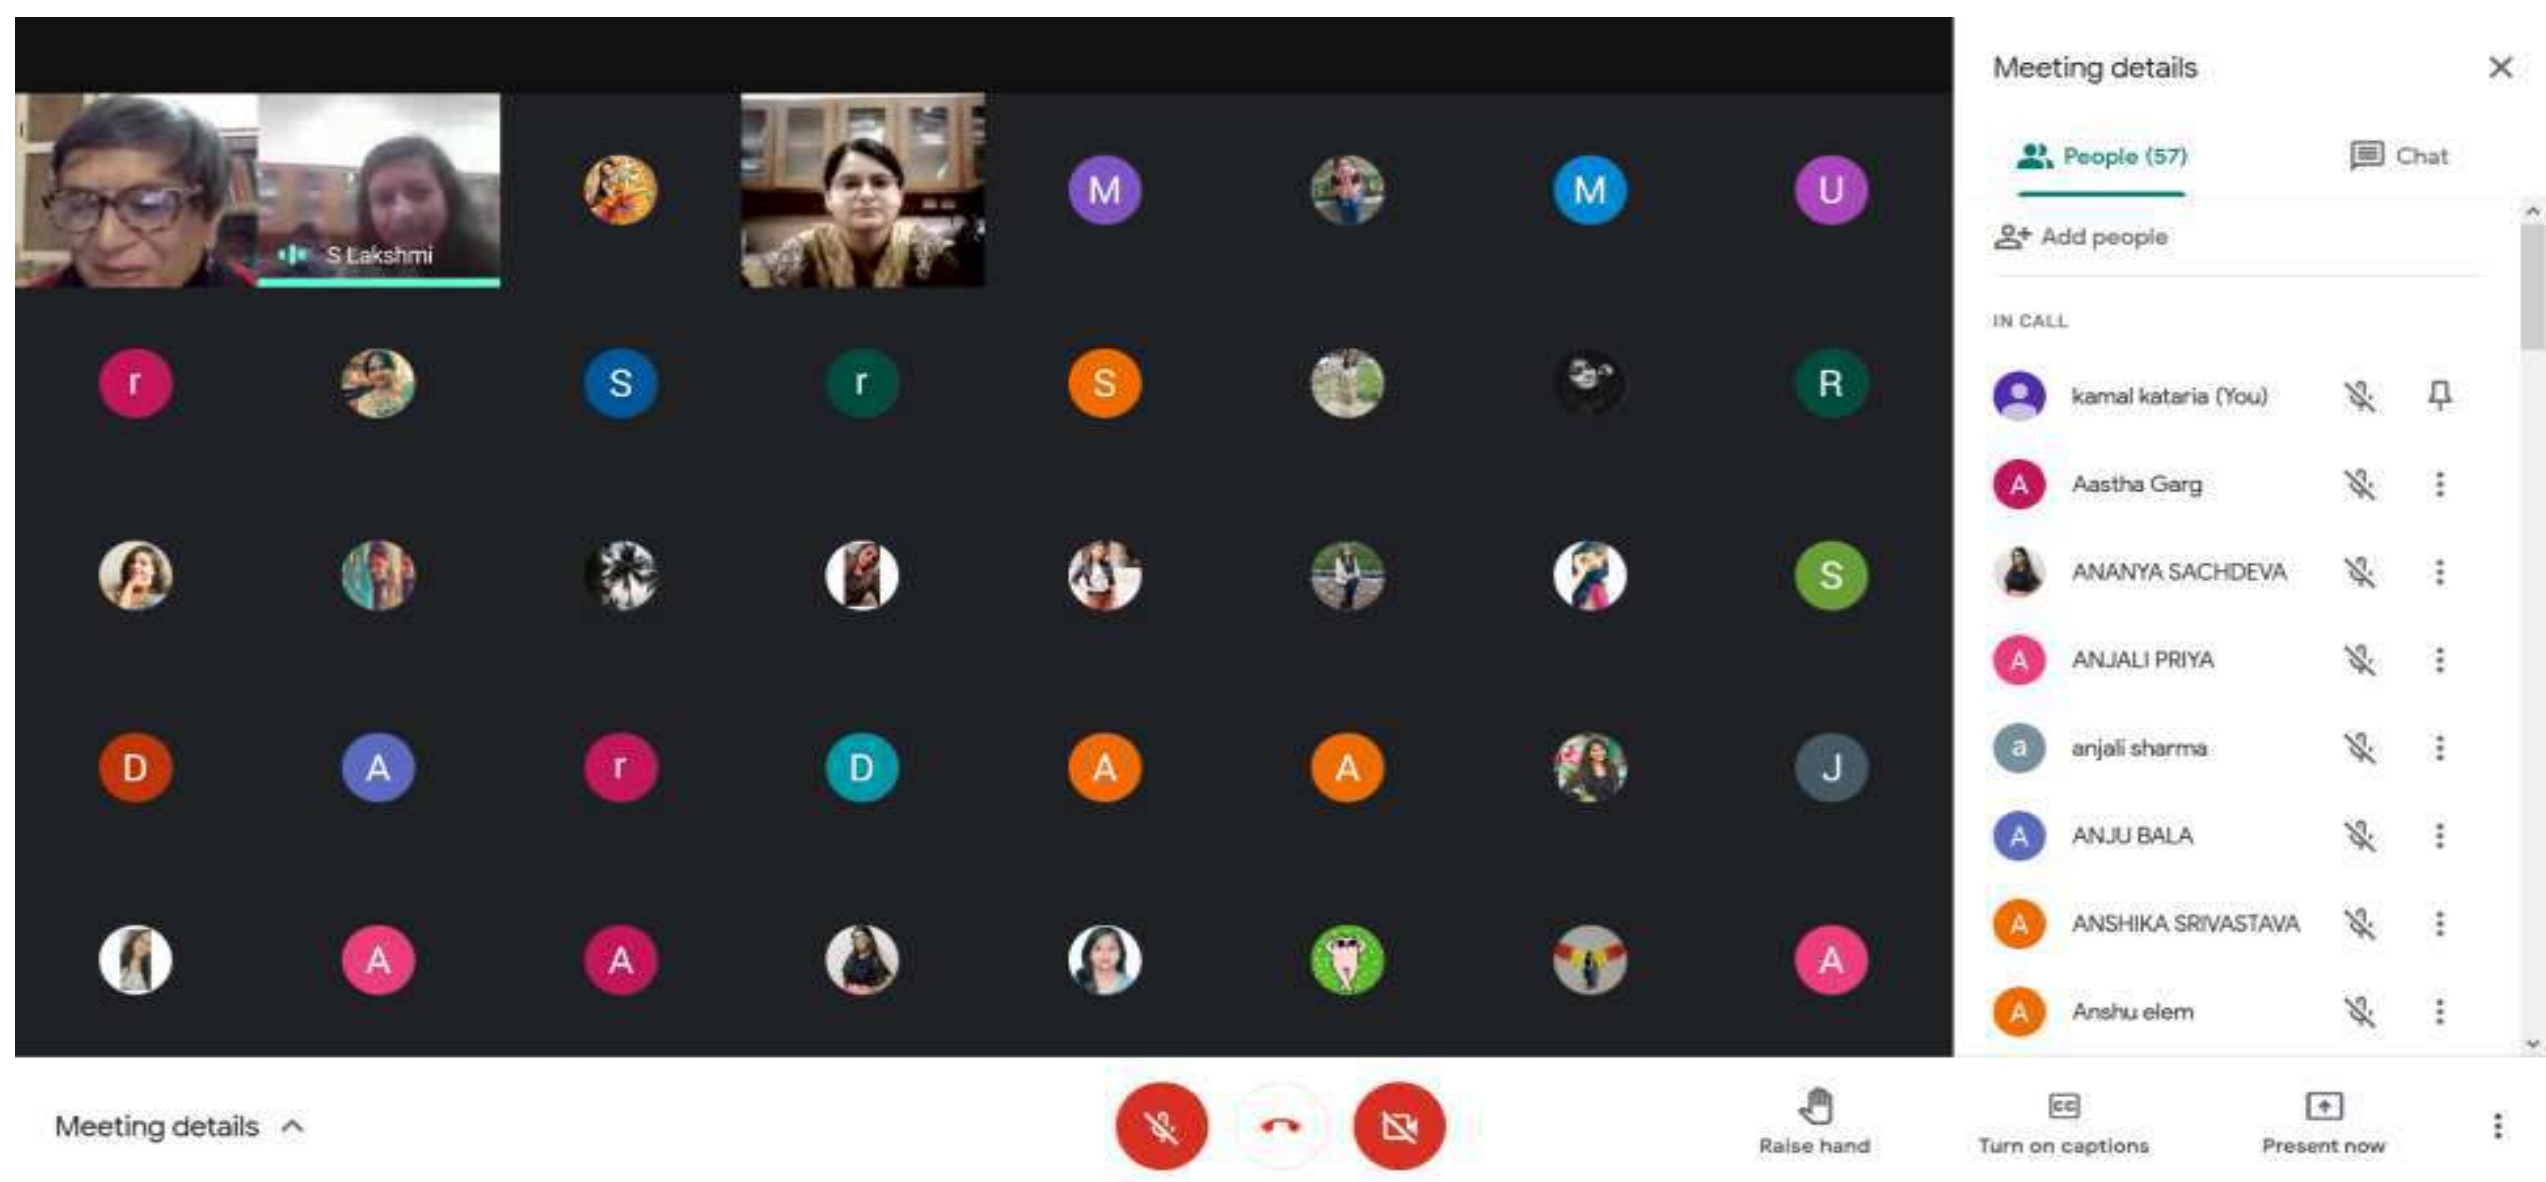 Meeting details
People (57)
Chat
Add people
S Lakshmi
M
M
U
IN CALL
r
S
r
S
R
kamal kataria (You)
A Aastha Garg
ANANYA SACHDEVA
S
A ANJALI PRIYA
D
A
r
D
A
A
J
a anjali sharma
A ANJU BALA
A
A
A
A ANSHIKA SRIVASTAVA
A Anshu elem
Meeting details
CC
Raise hand
Turn on captions
Present now